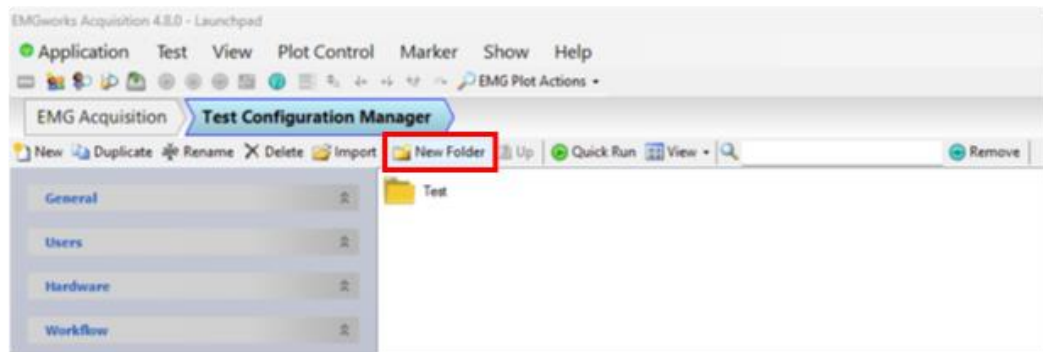 EMGworks Acquisition 4.8.0 - Launchpad
Application Test View Plot Control Marker Show Help
EMG Plot Actions
EMG Acquisition Test Configuration Manager
New Duplicate Rename Delete Import New Folder Up Quick Run View Remove
General Test
Users
Hardware
Workflow